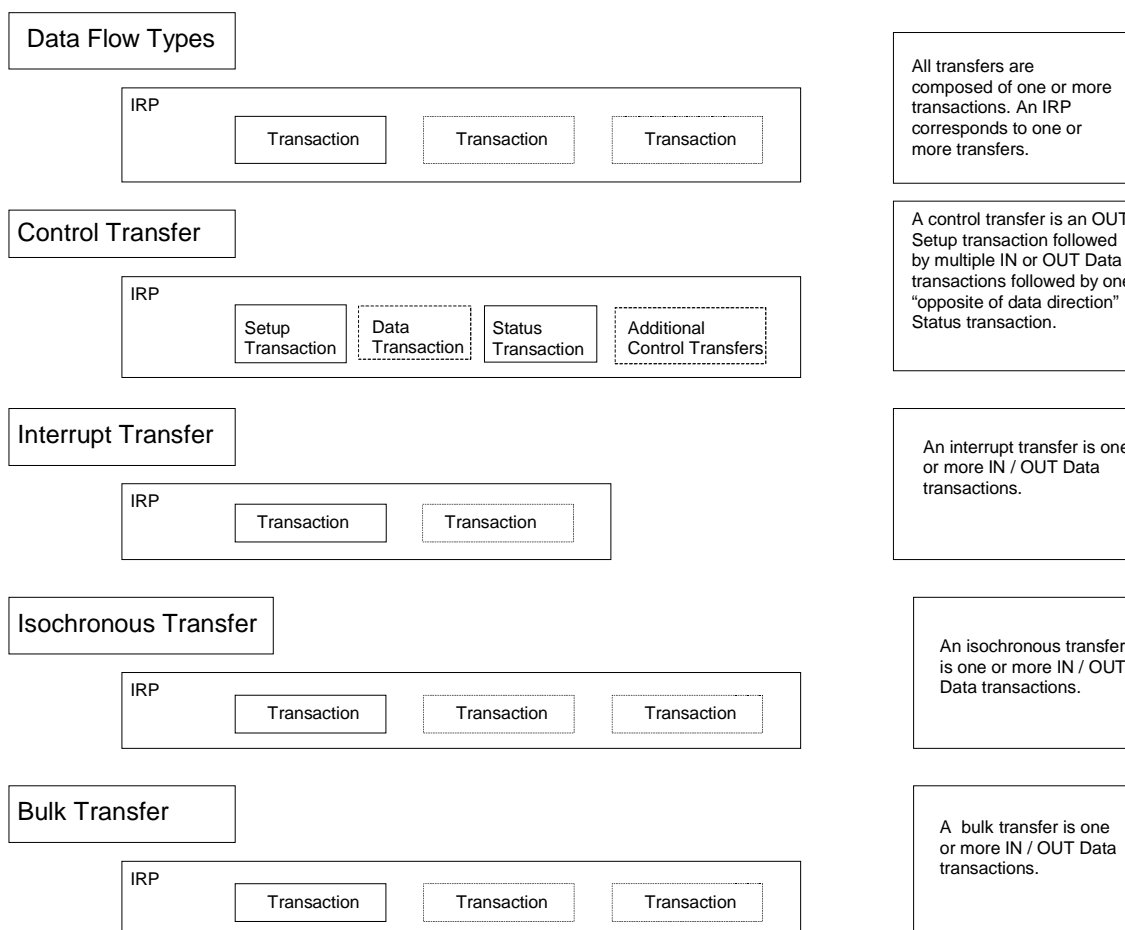 Data Flow Types
IRP
Transaction
Transaction
Transaction
All transfers are
composed of one or more
transactions. An IRP
corresponds to one or
more transfers.
Control Transfer
IRP
Setup
Transaction
Data
Transaction
Status
Transaction
Additional
Control Transfers
A control transfer is an OUT
Setup transaction followed
by multiple IN or OUT Data
transactions followed by one
“opposite of data direction”
Status transaction.
Interrupt Transfer
IRP
Transaction
Transaction
An interrupt transfer is one
or more IN / OUT Data
transactions.
Isochronous Transfer
IRP
Transaction
Transaction
Transaction
An isochronous transfer
is one or more IN / OUT
Data transactions.
Bulk Transfer
IRP
Transaction
Transaction
Transaction
A bulk transfer is one
or more IN / OUT Data
transactions.